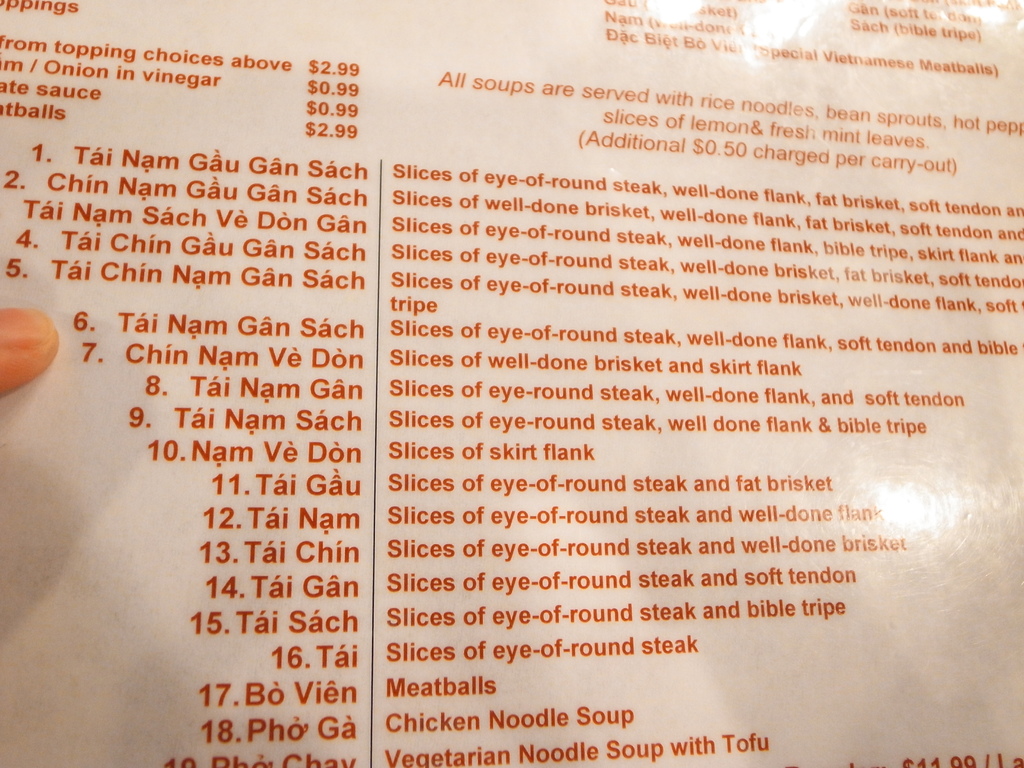 from topping choices above $2.99
/ Onion in vinegar $0.99
sauce $0.99
$2.99
Nạm (well-done
Đặc Biệt Bò Viên (Special Vietnamese Meatballs)
Gân (soft tendon)
Sách (bible tripe)
All soups are served with rice noodles, bean sprouts, hot
slices of lemon& fresh mint leaves.
(Additional $0.50 charged per carry-out)
1. Tái Nạm Gầu Gân Sách Slices of eye-of-round steak, well-done flank, fat brisket, soft tendon
2. Chín Nạm Gầu Gân Sách Slices of well-done brisket, well-done flank, fat brisket, soft tendon and
Tái Nạm Sách Vè Dòn Gân Slices of eye-of-round steak, well-done flank, bible tripe, skirt flank
4. Tái Chín Gầu Gân Sách Slices of eye-of-round steak, well-done brisket, fat brisket, soft
5. Tái Chín Nạm Gân Sách Slices of eye-of-round steak, well-done brisket, well-done flank, soft
tripe
6. Tái Nạm Gân Sách Slices of eye-of-round steak, well-done flank, soft tendon and bible
7. Chín Nạm Vè Dòn Slices of well-done brisket and skirt flank
8. Tái Nạm Gân Slices of eye-round steak, well-done flank, and soft tendon
9. Tái Nạm Sách Slices of eye-round steak, well done flank & bible tripe
10. Nạm Vè Dòn Slices of skirt flank
11. Tái Gầu Slices of eye-of-round steak and fat brisket
12. Tái Nạm Slices of eye-of-round steak and well-done flank
13. Tái Chín Slices of eye-of-round steak and well-done brisket
14. Tái Gân Slices of eye-of-round steak and soft tendon
15. Tái Sách Slices of eye-of-round steak and bible tripe
16. Tái Slices of eye-of-round steak
17. Bò Viên Meatballs
18. Phở Gà Chicken Noodle Soup
19. Phở Chay Vegetarian Noodle Soup with Tofu
$11.99 /